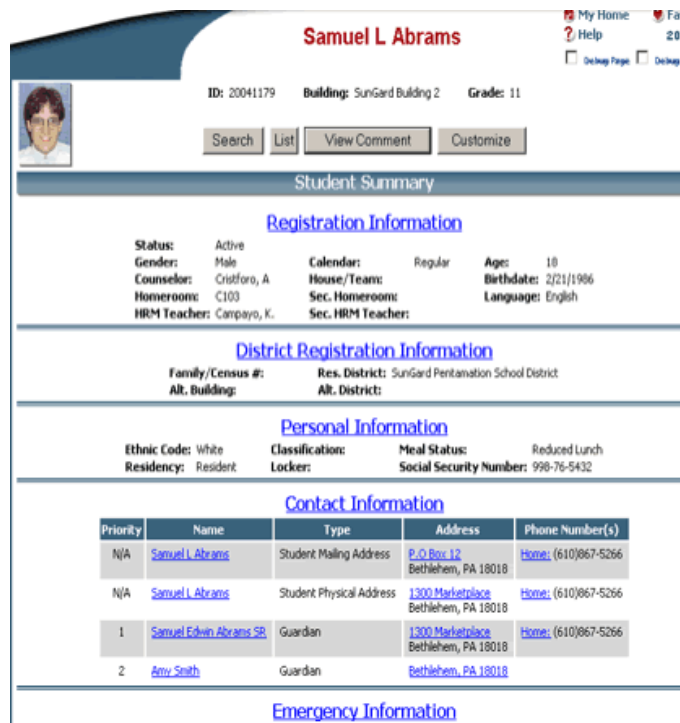 My Home Fa
Samuel L Abrams
Help 20
Debug Page Debug
ID: 20041179 Building: SunGard Building 2 Grade: 11
Search List View Comment Customize
Student Summary
Registration Information
Status: Active
Gender: Male Calendar: Regular Age: 18
Counselor: Cristforo, A House/Team: Birthdate: 2/21/1986
Homeroom: C103 Sec. Homeroom: Language: English
HRM Teacher: Campayo, K. Sec. HRM Teacher:
District Registration Information
Family/Census #: Res. District: SunGard Pentamation School District
Alt. Building: Alt. District:
Personal Information
Ethnic Code: White Classification: Meal Status: Reduced Lunch
Residency: Resident Locker: Social Security Number: 998-76-5432
Contact Information
Priority Name Type Address Phone Number(s)
N/A Samuel L Abrams Student Mailing Address P.O Box 12 Home: (610)867-5266
Bethlehem, PA 18018
N/A Samuel L Abrams Student Physical Address 1300 Marketplace Home: (610)867-5266
Bethlehem, PA 18018
1 Samuel Edwin Abrams SR Guardian 1300 Marketplace Home: (610)867-5266
Bethlehem, PA 18018
2 Amy Smith Guardian Bethlehem, PA 18018
Emergency Information